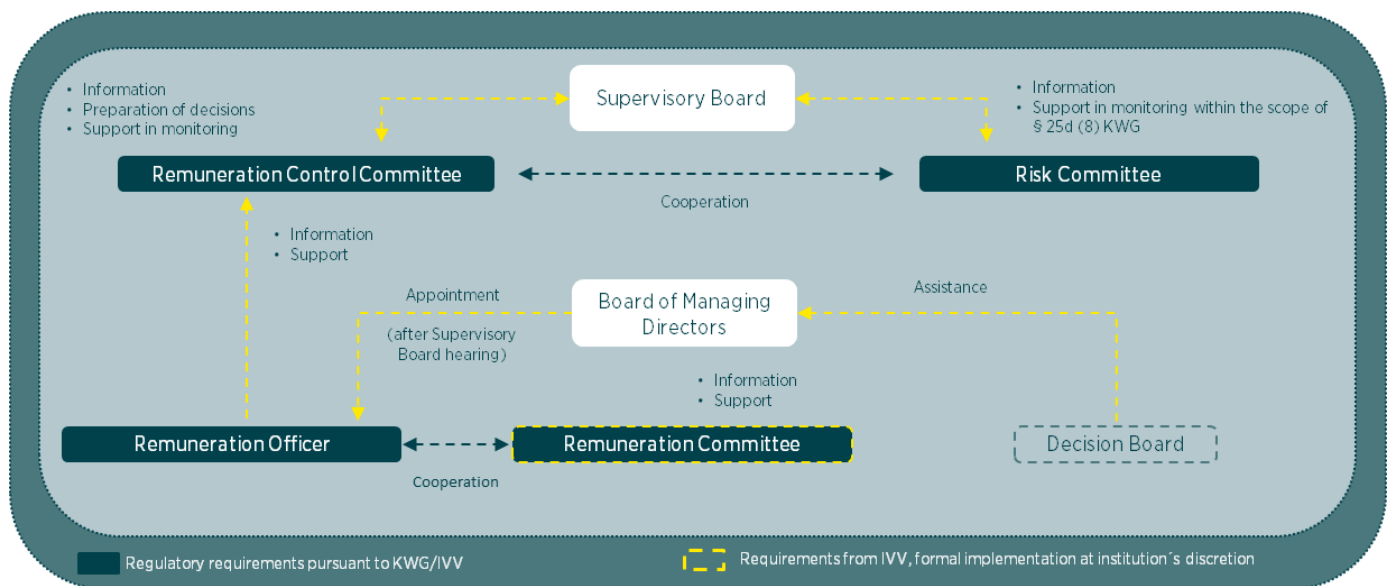 • Information
• Preparation of decisions
• Support in monitoring
Supervisory Board
• Information
• Support in monitoring within the scope of
§ 25d (8) KWG
Remuneration Control Committee
Risk Committee
Cooperation
• Information
• Support
Appointment
(after Supervisory
Board hearing)
Board of Managing
Directors
Assistance
• Information
• Support
Remuneration Officer
Remuneration Committee
Decision Board
Cooperation
Regulatory requirements pursuant to KWG/IVV
Requirements from IVV, formal implementation at institution´s discretion